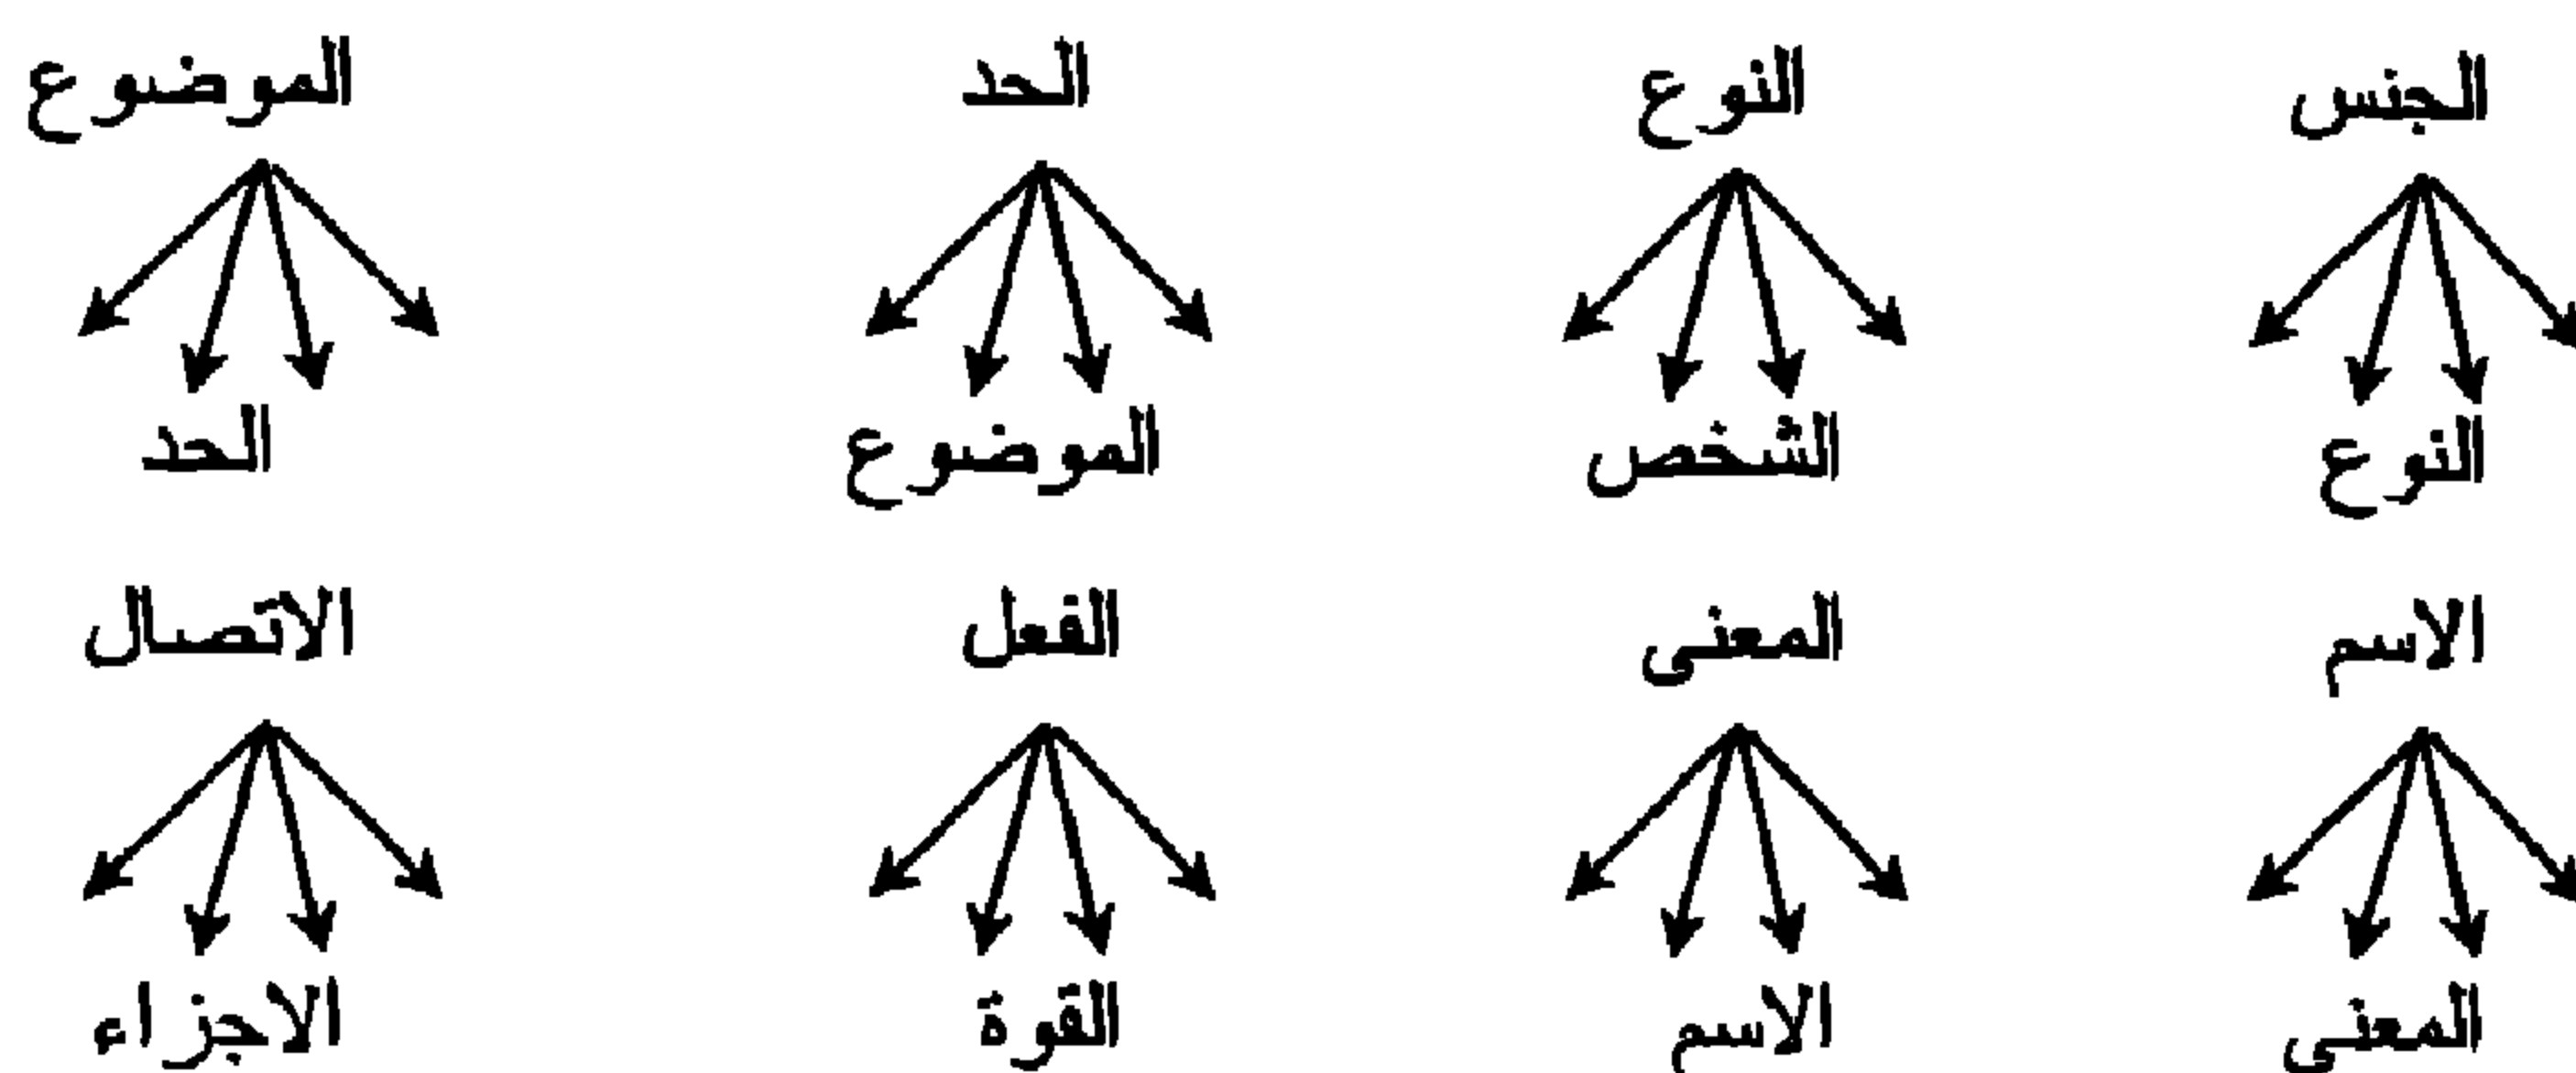 الجنس النوع الحد الموضوع
النوع الشخص الموضوع الحد
الاسم المعنى الفعل الاتصال
المعنى الاسم القوة الاجزاء